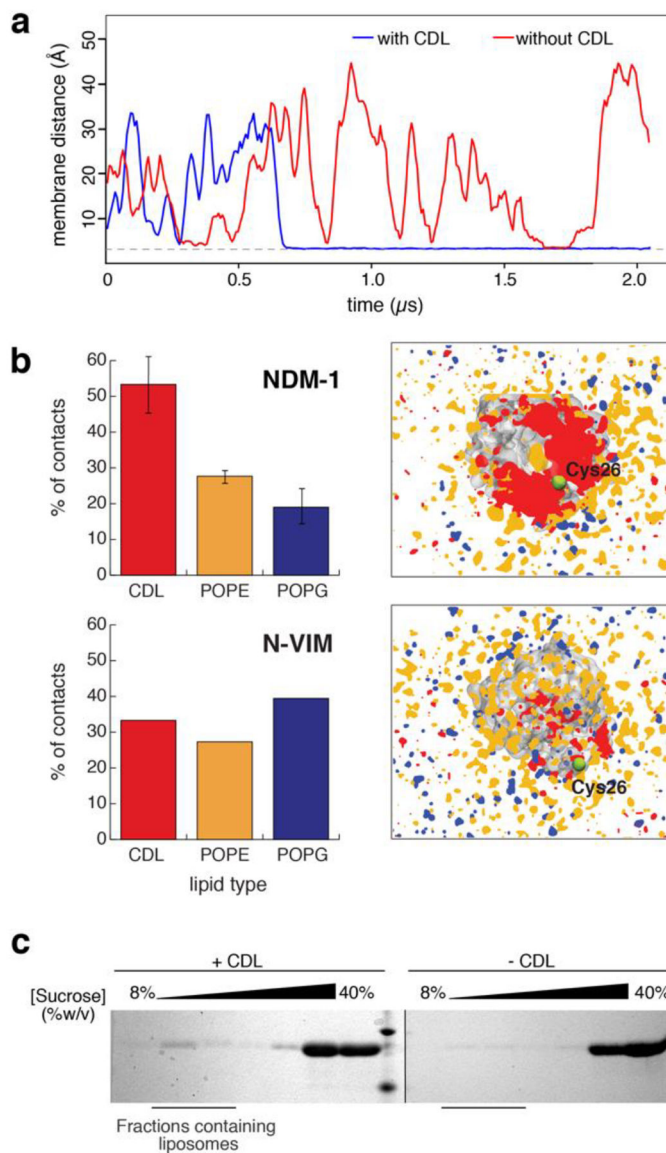 a
with CDL
without CDL
membrane distance (Å)
50
40
30
20
10
0
0.5
1.0
1.5
2.0
time (μs)
b
NDM-1
% of contacts
60
50
40
30
20
10
0
CDL
POPE
POPG
Cys26
N-VIM
% of contacts
60
50
40
30
20
10
0
CDL
POPE
POPG
lipid type
Cys26
c
+ CDL
- CDL
[Sucrose]
(%w/v)
8%
40%
8%
40%
Fractions containing
liposomes